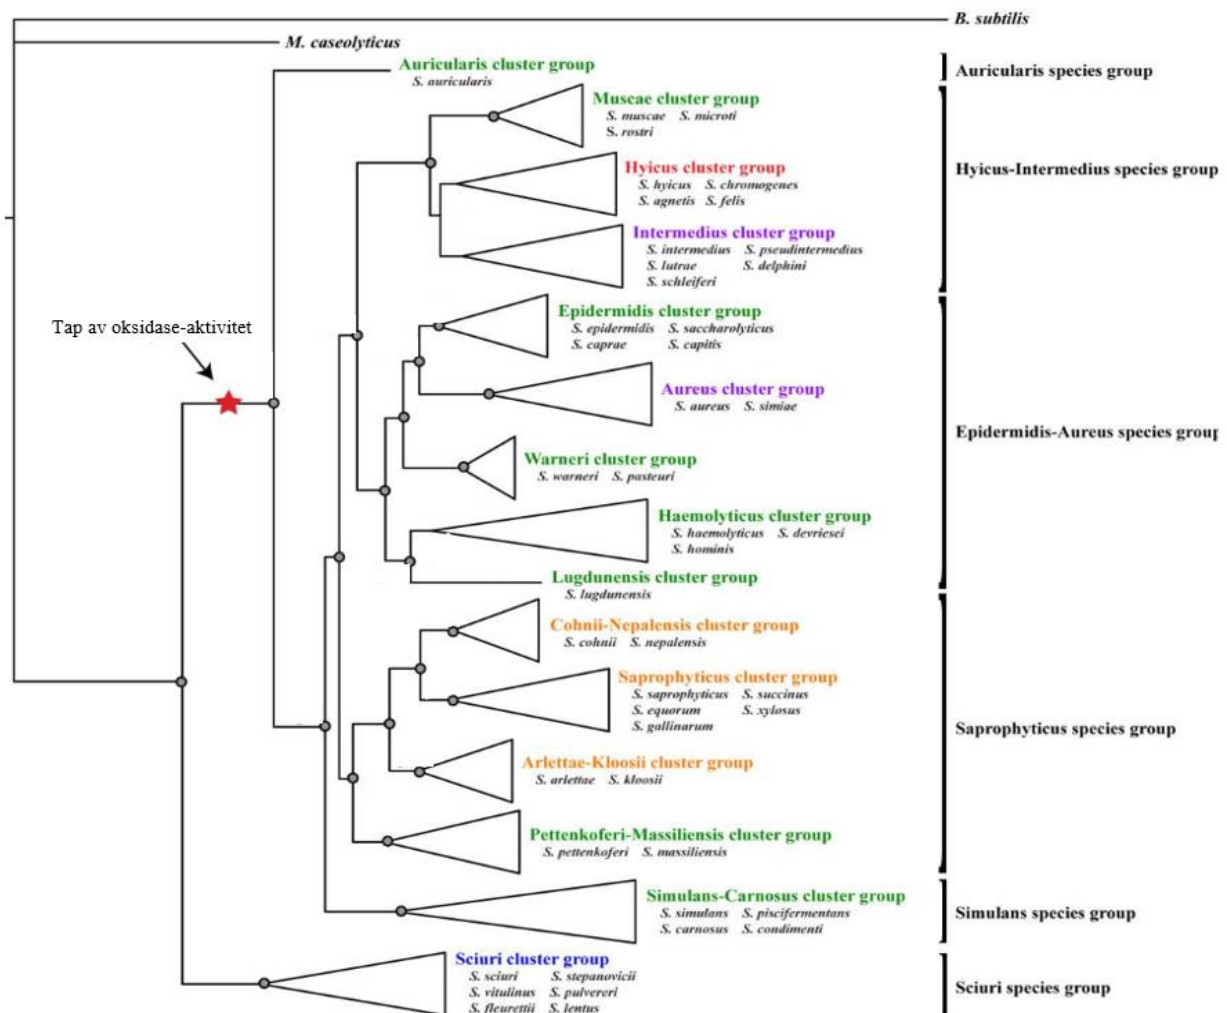 B. subtilis
M. caseolyticus
Auricularis cluster group
S. auricularis
Auricularis species group
Muscae cluster group
S. muscae S. microti
S. rostri
Hyicus cluster group
S. hyicus S. chromogenes
S. agnetis S. felis
Hyicus-Intermedius species group
Intermedius cluster group
S. intermedius S. pseudintermedius
S. lutrae S. delphini
S. schleiferi
Epidermidis cluster group
S. epidermidis S. saccharolyticus
S. caprae S. capitis
Tap av oksidase-aktivitet
Aureus cluster group
S. aureus S. simiae
Epidermidis-Aureus species group
Warneri cluster group
S. warneri S. pasteuri
Haemolyticus cluster group
S. haemolyticus S. devriesei
S. hominis
Lugdunensis cluster group
S. lugdunensis
Cohnii-Nepalensis cluster group
S. cohnii S. nepalensis
Saprophyticus cluster group
S. saprophyticus S. succinus
S. equorum S. xylosus
S. gallinarum
Saprophyticus species group
Arlettae-Kloosii cluster group
S. arlettae S. kloosii
Pettenkoferi-Massiliensis cluster group
S. pettenkoferi S. massiliensis
Simulans-Carnosus cluster group
S. simulans S. piscifermentans
S. carnosus S. condimenti
Simulans species group
Sciuri cluster group
S. sciuri S. stepanovicii
S. vitulinus S. pulvereri
S. fleurettii S. lentus
Sciuri species group